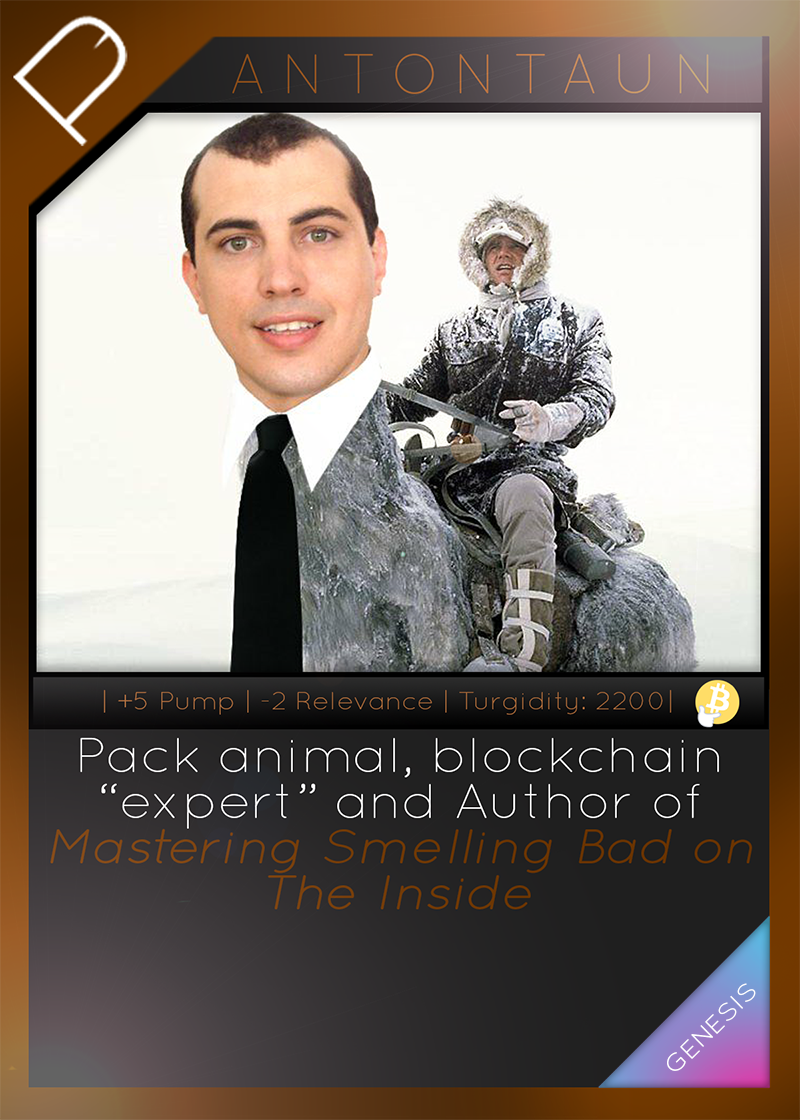 ANTONTAUN
| +5 Pump | -2 Relevance | Turgidity: 2200|
Pack animal, blockchain
“expert” and Author of
Mastering Smelling Bad on
The Inside
GENESIS